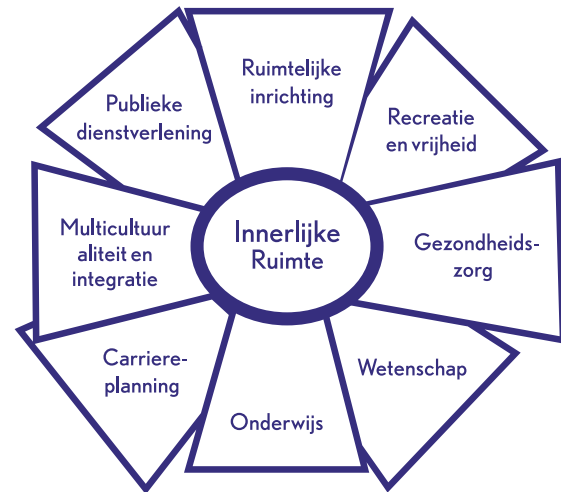 Ruimtelijke
inrichting
Publieke
dienstverlening
Recreatie
en vrijheid
Multicultuur
aliteit en
integratie
Innerlijke
Ruimte
Gezondheids-
zorg
Carriere-
planning
Wetenschap
Onderwijs